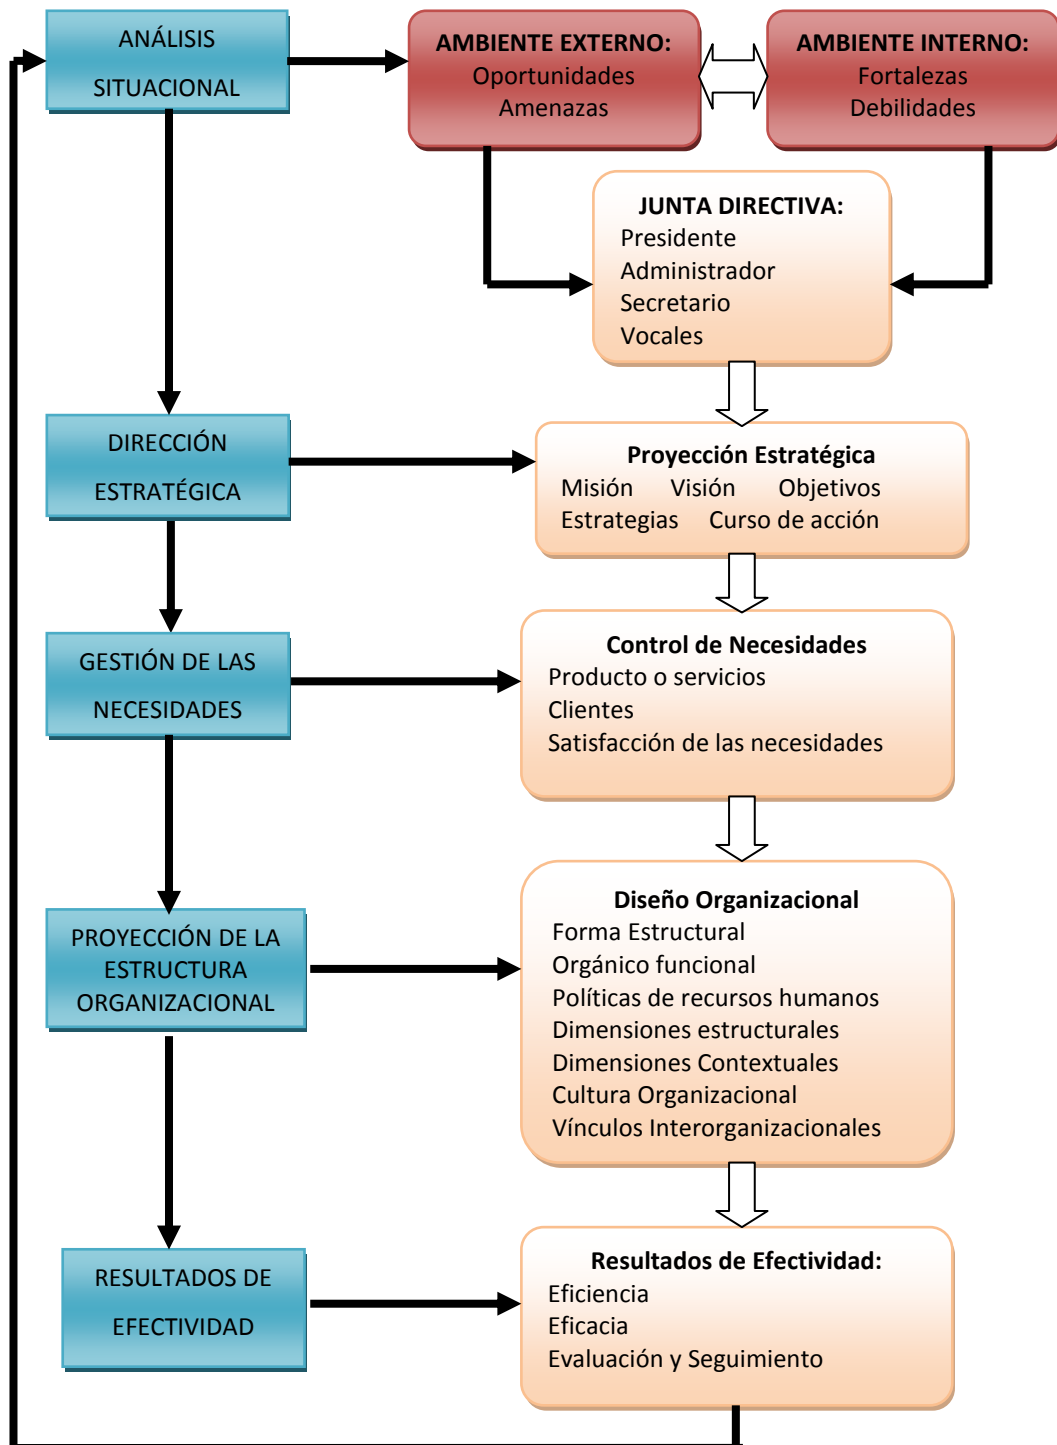 ANÁLISIS
SITUACIONAL
AMBIENTE EXTERNO:
Oportunidades
Amenazas
AMBIENTE INTERNO:
Fortalezas
Debilidades
JUNTA DIRECTIVA:
Presidente
Administrador
Secretario
Vocales
DIRECCIÓN
ESTRATÉGICA
Proyección Estratégica
Misión Visión Objetivos
Estrategias Curso de acción
GESTIÓN DE LAS
NECESIDADES
Control de Necesidades
Producto o servicios
Clientes
Satisfacción de las necesidades
PROYECCIÓN DE LA
ESTRUCTURA
ORGANIZACIONAL
Diseño Organizacional
Forma Estructural
Orgánico funcional
Políticas de recursos humanos
Dimensiones estructurales
Dimensiones Contextuales
Cultura Organizacional
Vínculos Interorganizacionales
RESULTADOS DE
EFECTIVIDAD
Resultados de Efectividad:
Eficiencia
Eficacia
Evaluación y Seguimiento